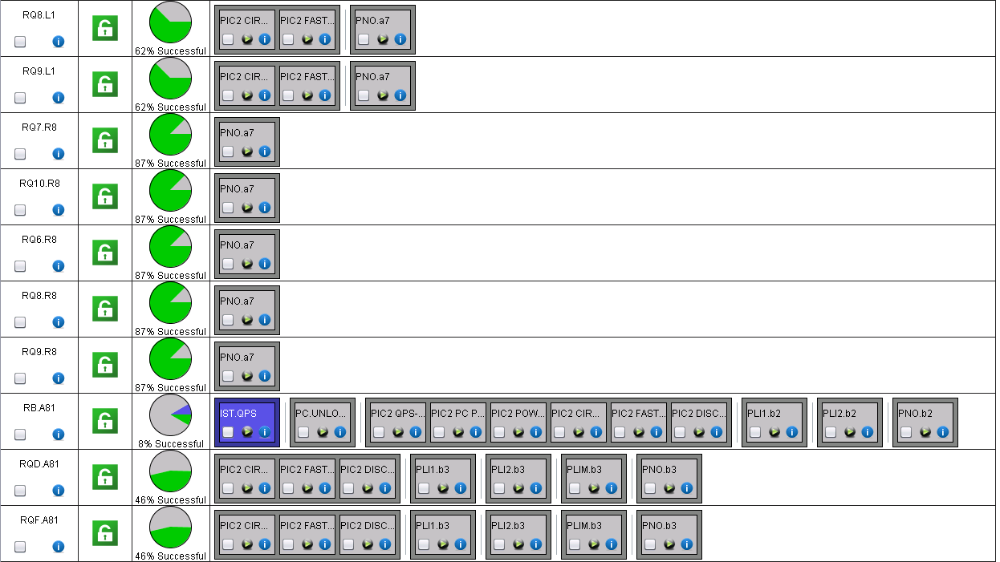 RQ8.L1
62% Successful
PIC2 CIR... PIC2 FAST... PNO.a7
RQ9.L1
62% Successful
PIC2 CIR... PIC2 FAST... PNO.a7
RQ7.R8
87% Successful
PNO.a7
RQ10.R8
87% Successful
PNO.a7
RQ6.R8
87% Successful
PNO.a7
RQ8.R8
87% Successful
PNO.a7
RQ9.R8
87% Successful
PNO.a7
RB.A81
8% Successful
IST.QPS PC.UNLO... PIC2 QPS-... PIC2 PC P... PIC2 POW... PIC2 CIR... PIC2 FAST... PIC2 DISC... PLI1.b2 PLI2.b2 PNO.b2
RQD.A81
46% Successful
PIC2 CIR... PIC2 FAST... PIC2 DISC... PLI1.b3 PLI2.b3 PLIM.b3 PNO.b3
RQF.A81
46% Successful
PIC2 CIR... PIC2 FAST... PIC2 DISC... PLI1.b3 PLI2.b3 PLIM.b3 PNO.b3